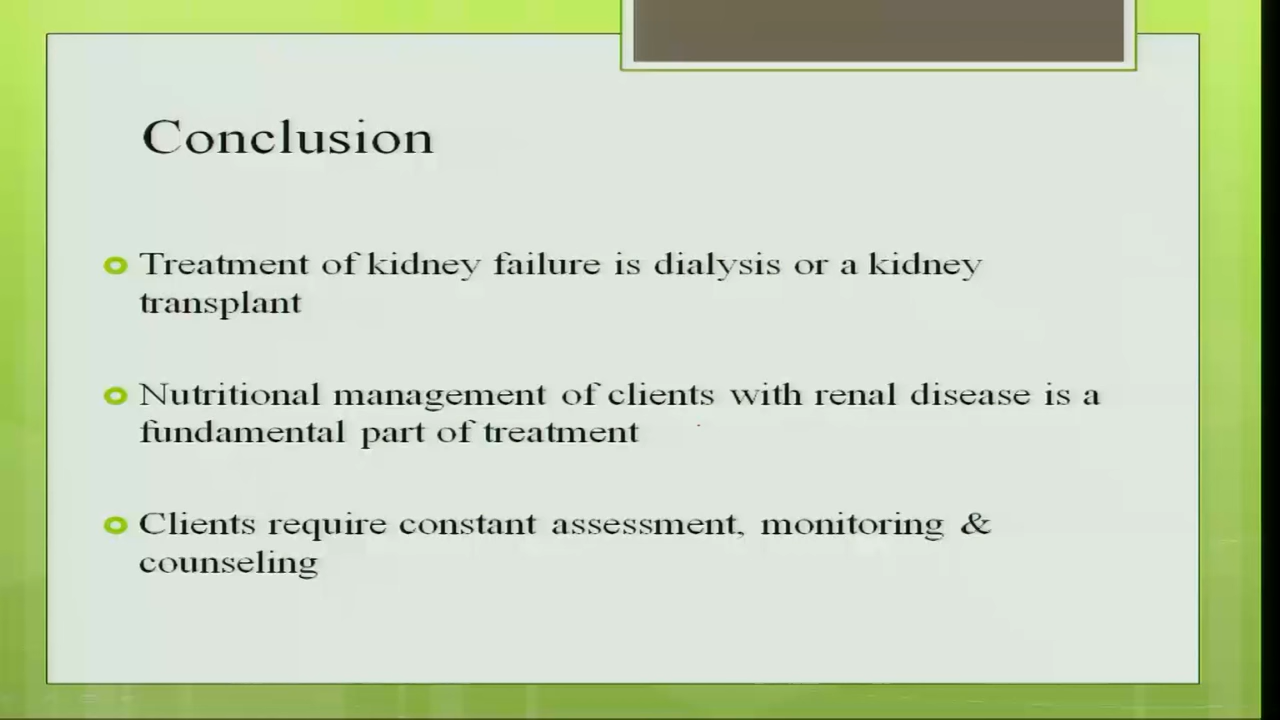 Conclusion
Treatment of kidney failure is dialysis or a kidney
transplant
Nutritional management of clients with renal disease is a
fundamental part of treatment
Clients require constant assessment, monitoring &
counseling